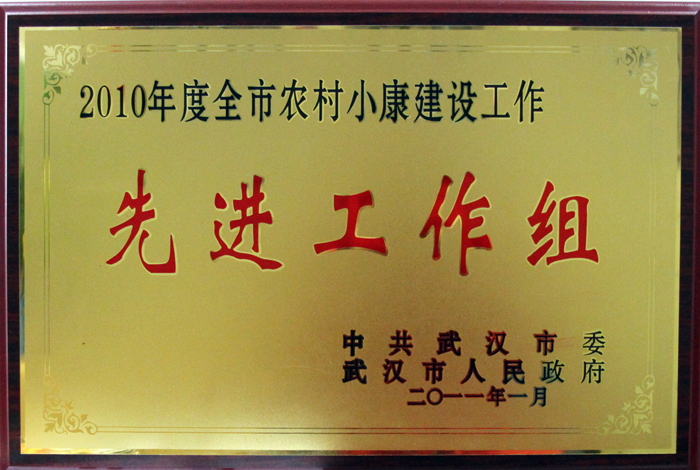 2010年度全市农村小康建设工作
先进工作组
中共武汉市委
武汉市人民政府
二〇一一年一月